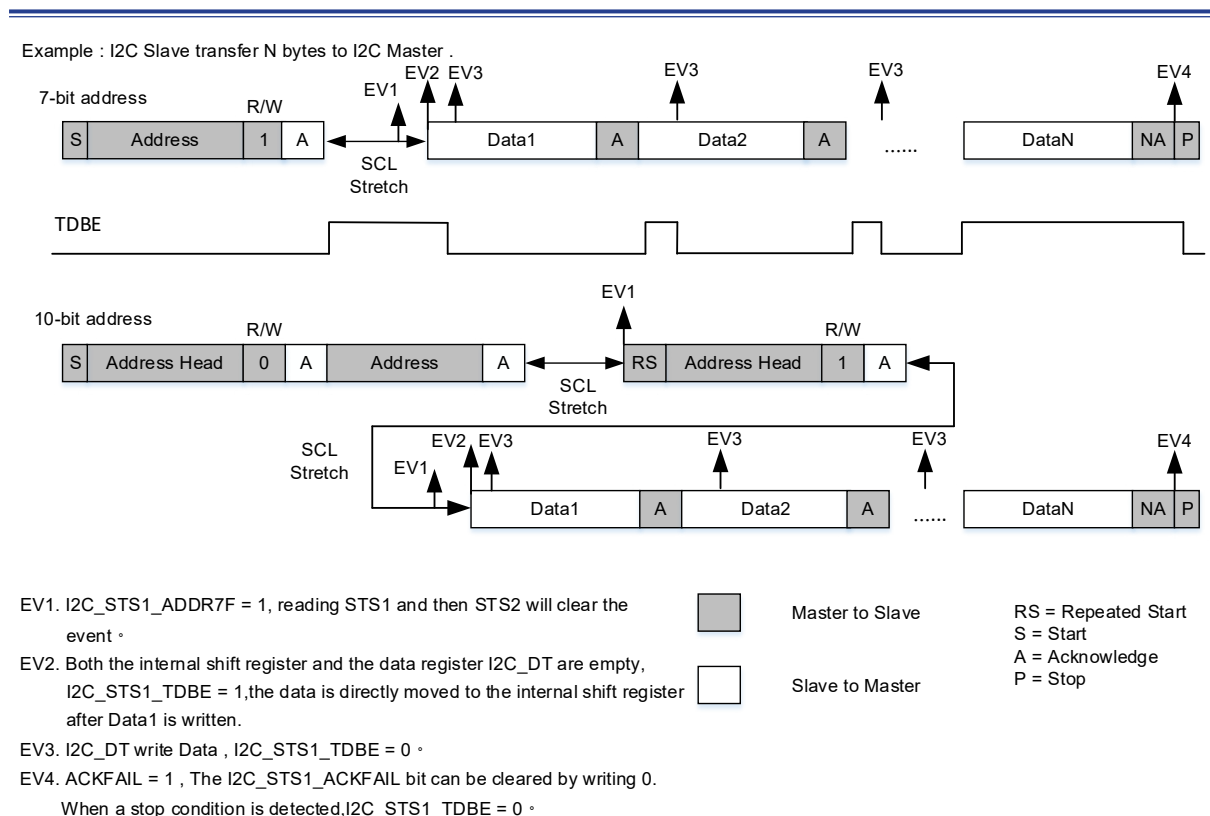 Example : I2C Slave transfer N bytes to I2C Master .
7-bit address
R/W
EV1
EV2
EV3
EV3
EV3
EV4
S
Address
1
A
SCL
Stretch
Data1
A
Data2
A
......
DataN
NA
P
TDBE
10-bit address
R/W
EV1
R/W
S
Address Head
0
A
Address
A
SCL
Stretch
RS
Address Head
1
A
SCL
Stretch
EV1
EV2
EV3
EV3
EV3
EV4
Data1
A
Data2
A
......
DataN
NA
P
EV1. I2C_STS1_ADDR7F = 1, reading STS1 and then STS2 will clear the
event。
EV2. Both the internal shift register and the data register I2C_DT are empty,
I2C_STS1_TDBE = 1,the data is directly moved to the internal shift register
after Data1 is written.
EV3. I2C_DT write Data , I2C_STS1_TDBE = 0。
EV4. ACKFAIL = 1 , The I2C_STS1_ACKFAIL bit can be cleared by writing 0.
When a stop condition is detected,I2C_STS1_TDBE = 0。
Master to Slave
Slave to Master
RS = Repeated Start
S = Start
A = Acknowledge
P = Stop